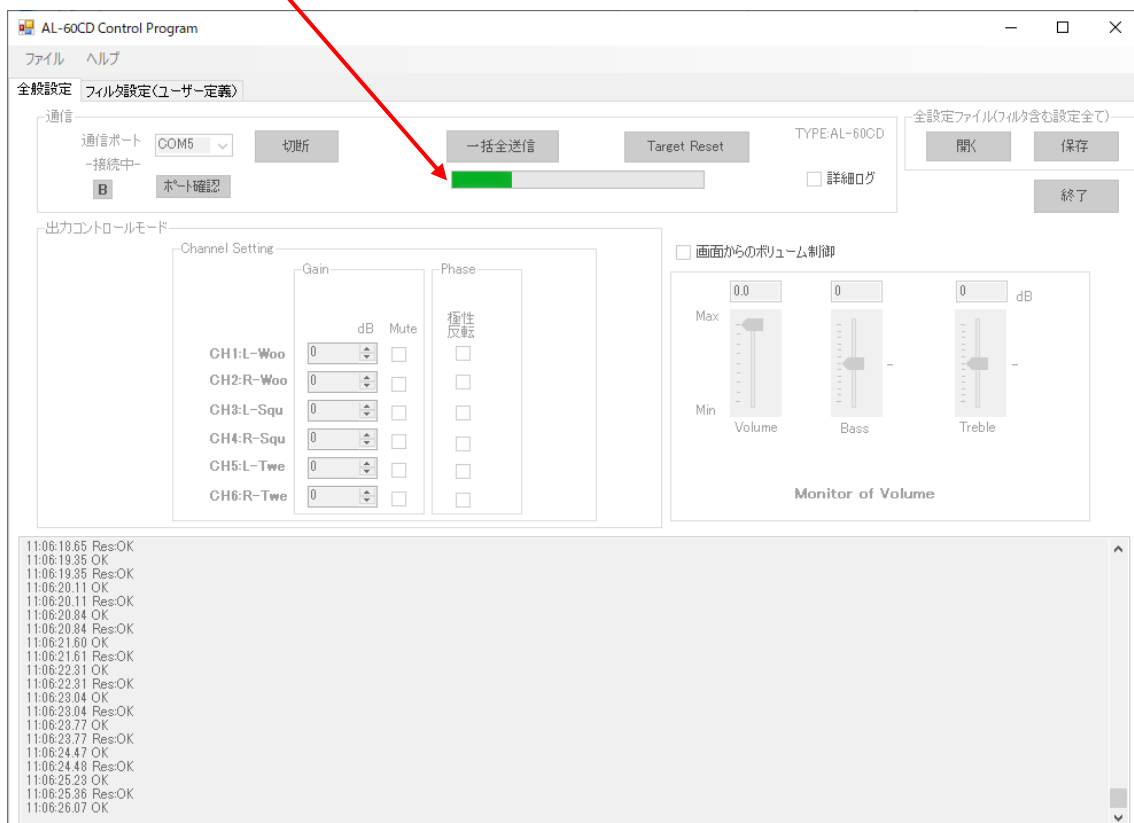 AL-60CD Control Program
ファイル ヘルプ
全般設定 フィルタ設定(ユーザー定義)
通信
通信ポート COM5 切断 一括全送信 Target Reset TYPE:AL-60CD
-接続中-
B ポート確認 詳細ログ
全設定ファイル(フィルタ含む設定全て)
開く 保存
終了
出力コントロールモード
Channel Setting
Gain Phase
dB Mute 極性
反転
CH1:L-Woo 0
CH2:R-Woo 0
CH3:L-Squ 0
CH4:R-Squ 0
CH5:L-Twe 0
CH6:R-Twe 0
画面からのボリューム制御
0.0 0 0 dB
Max
- -
Min
Volume Bass Treble
Monitor of Volume
11:06:18.65 Res:OK
11:06:19.35 OK
11:06:19.35 Res:OK
11:06:20.11 OK
11:06:20.11 Res:OK
11:06:20.84 OK
11:06:20.84 Res:OK
11:06:21.60 OK
11:06:21.61 Res:OK
11:06:22.31 OK
11:06:22.31 Res:OK
11:06:23.04 OK
11:06:23.04 Res:OK
11:06:23.77 OK
11:06:23.77 Res:OK
11:06:24.47 OK
11:06:24.48 Res:OK
11:06:25.23 OK
11:06:25.36 Res:OK
11:06:26.07 OK